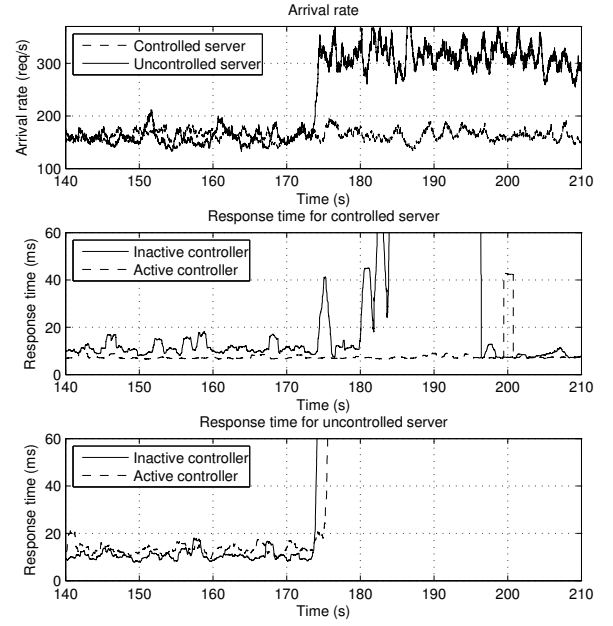 Arrival rate
Arrival rate (req/s)
300
200
100
Controlled server
Uncontrolled server
140 150 160 170 180 190 200 210
Time (s)
Response time for controlled server
Response time (ms)
60
40
20
0
Inactive controller
Active controller
140 150 160 170 180 190 200 210
Time (s)
Response time for uncontrolled server
Response time (ms)
60
40
20
0
Inactive controller
Active controller
140 150 160 170 180 190 200 210
Time (s)